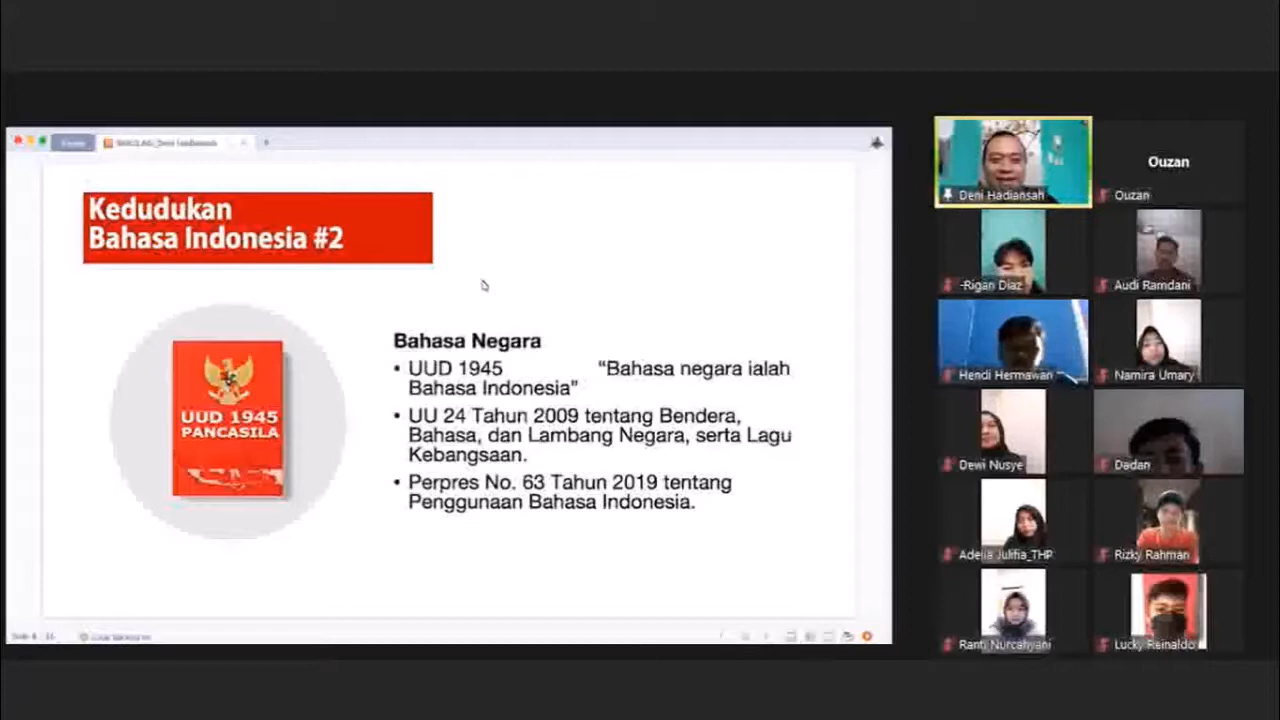 Kedudukan
Bahasa Indonesia #2
UUD 1945
PANCASILA
Bahasa Negara
• UUD 1945 “Bahasa negara ialah
Bahasa Indonesia”
• UU 24 Tahun 2009 tentang Bendera,
Bahasa, dan Lambang Negara, serta Lagu
Kebangsaan.
• Perpres No. 63 Tahun 2019 tentang
Penggunaan Bahasa Indonesia.
Deni Hadiansah
Ouzan
Ouzan
-Rigan Diaz
Audi Ramdani
Hendi Hermawan
Namira Umary
Dewi Nusye
Dadan
Adelia Julifia_THP
Rizky Rahman
Ranti Nurcahyani
Lucky Reinaldo